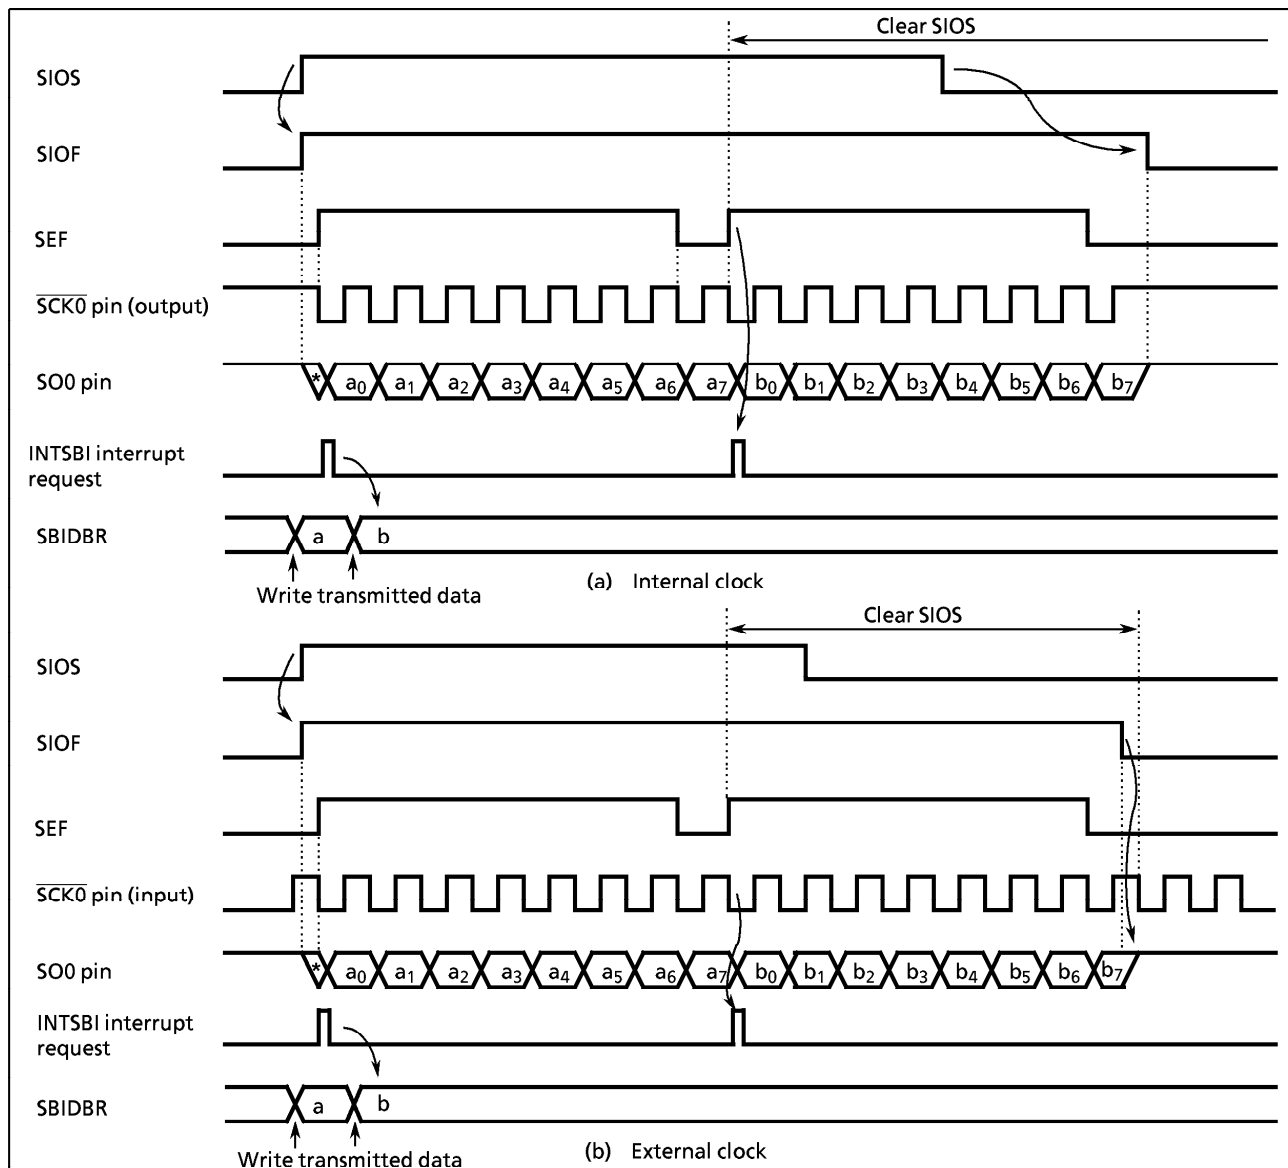 Clear SIOS
SIOS
SIOF
SEF
SCK0 pin (output)
SO0 pin
* a0 a1 a2 a3 a4 a5 a6 a7 b0 b1 b2 b3 b4 b5 b6 b7
INTSBI interrupt
request
SBIDBR
a b
Write transmitted data
(a) Internal clock
Clear SIOS
SIOS
SIOF
SEF
SCK0 pin (input)
SO0 pin
* a0 a1 a2 a3 a4 a5 a6 a7 b0 b1 b2 b3 b4 b5 b6 b7
INTSBI interrupt
request
SBIDBR
a b
Write transmitted data
(b) External clock